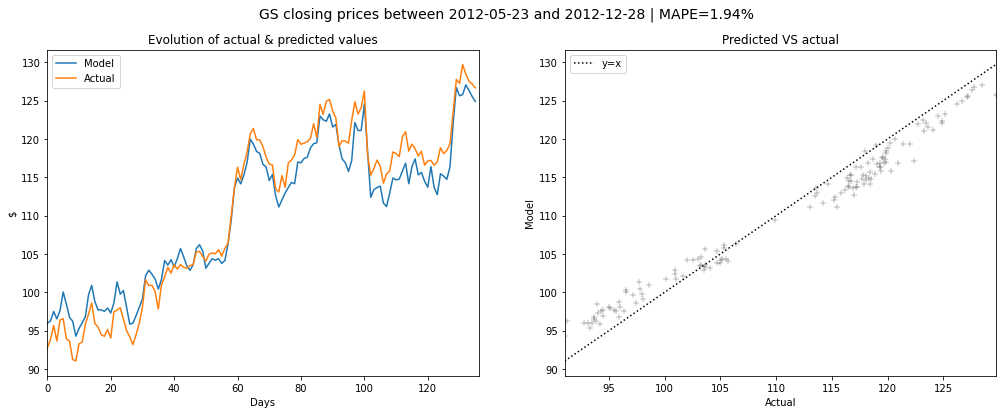 GS closing prices between 2012-05-23 and 2012-12-28 | MAPE=1.94%
Evolution of actual & predicted values
Model
Actual
130
125
120
115
110
105
100
95
90
$
0 20 40 60 80 100 120
Days
Predicted VS actual
y=x
130
125
120
115
110
105
100
95
90
Model
95 100 105 110 115 120 125
Actual